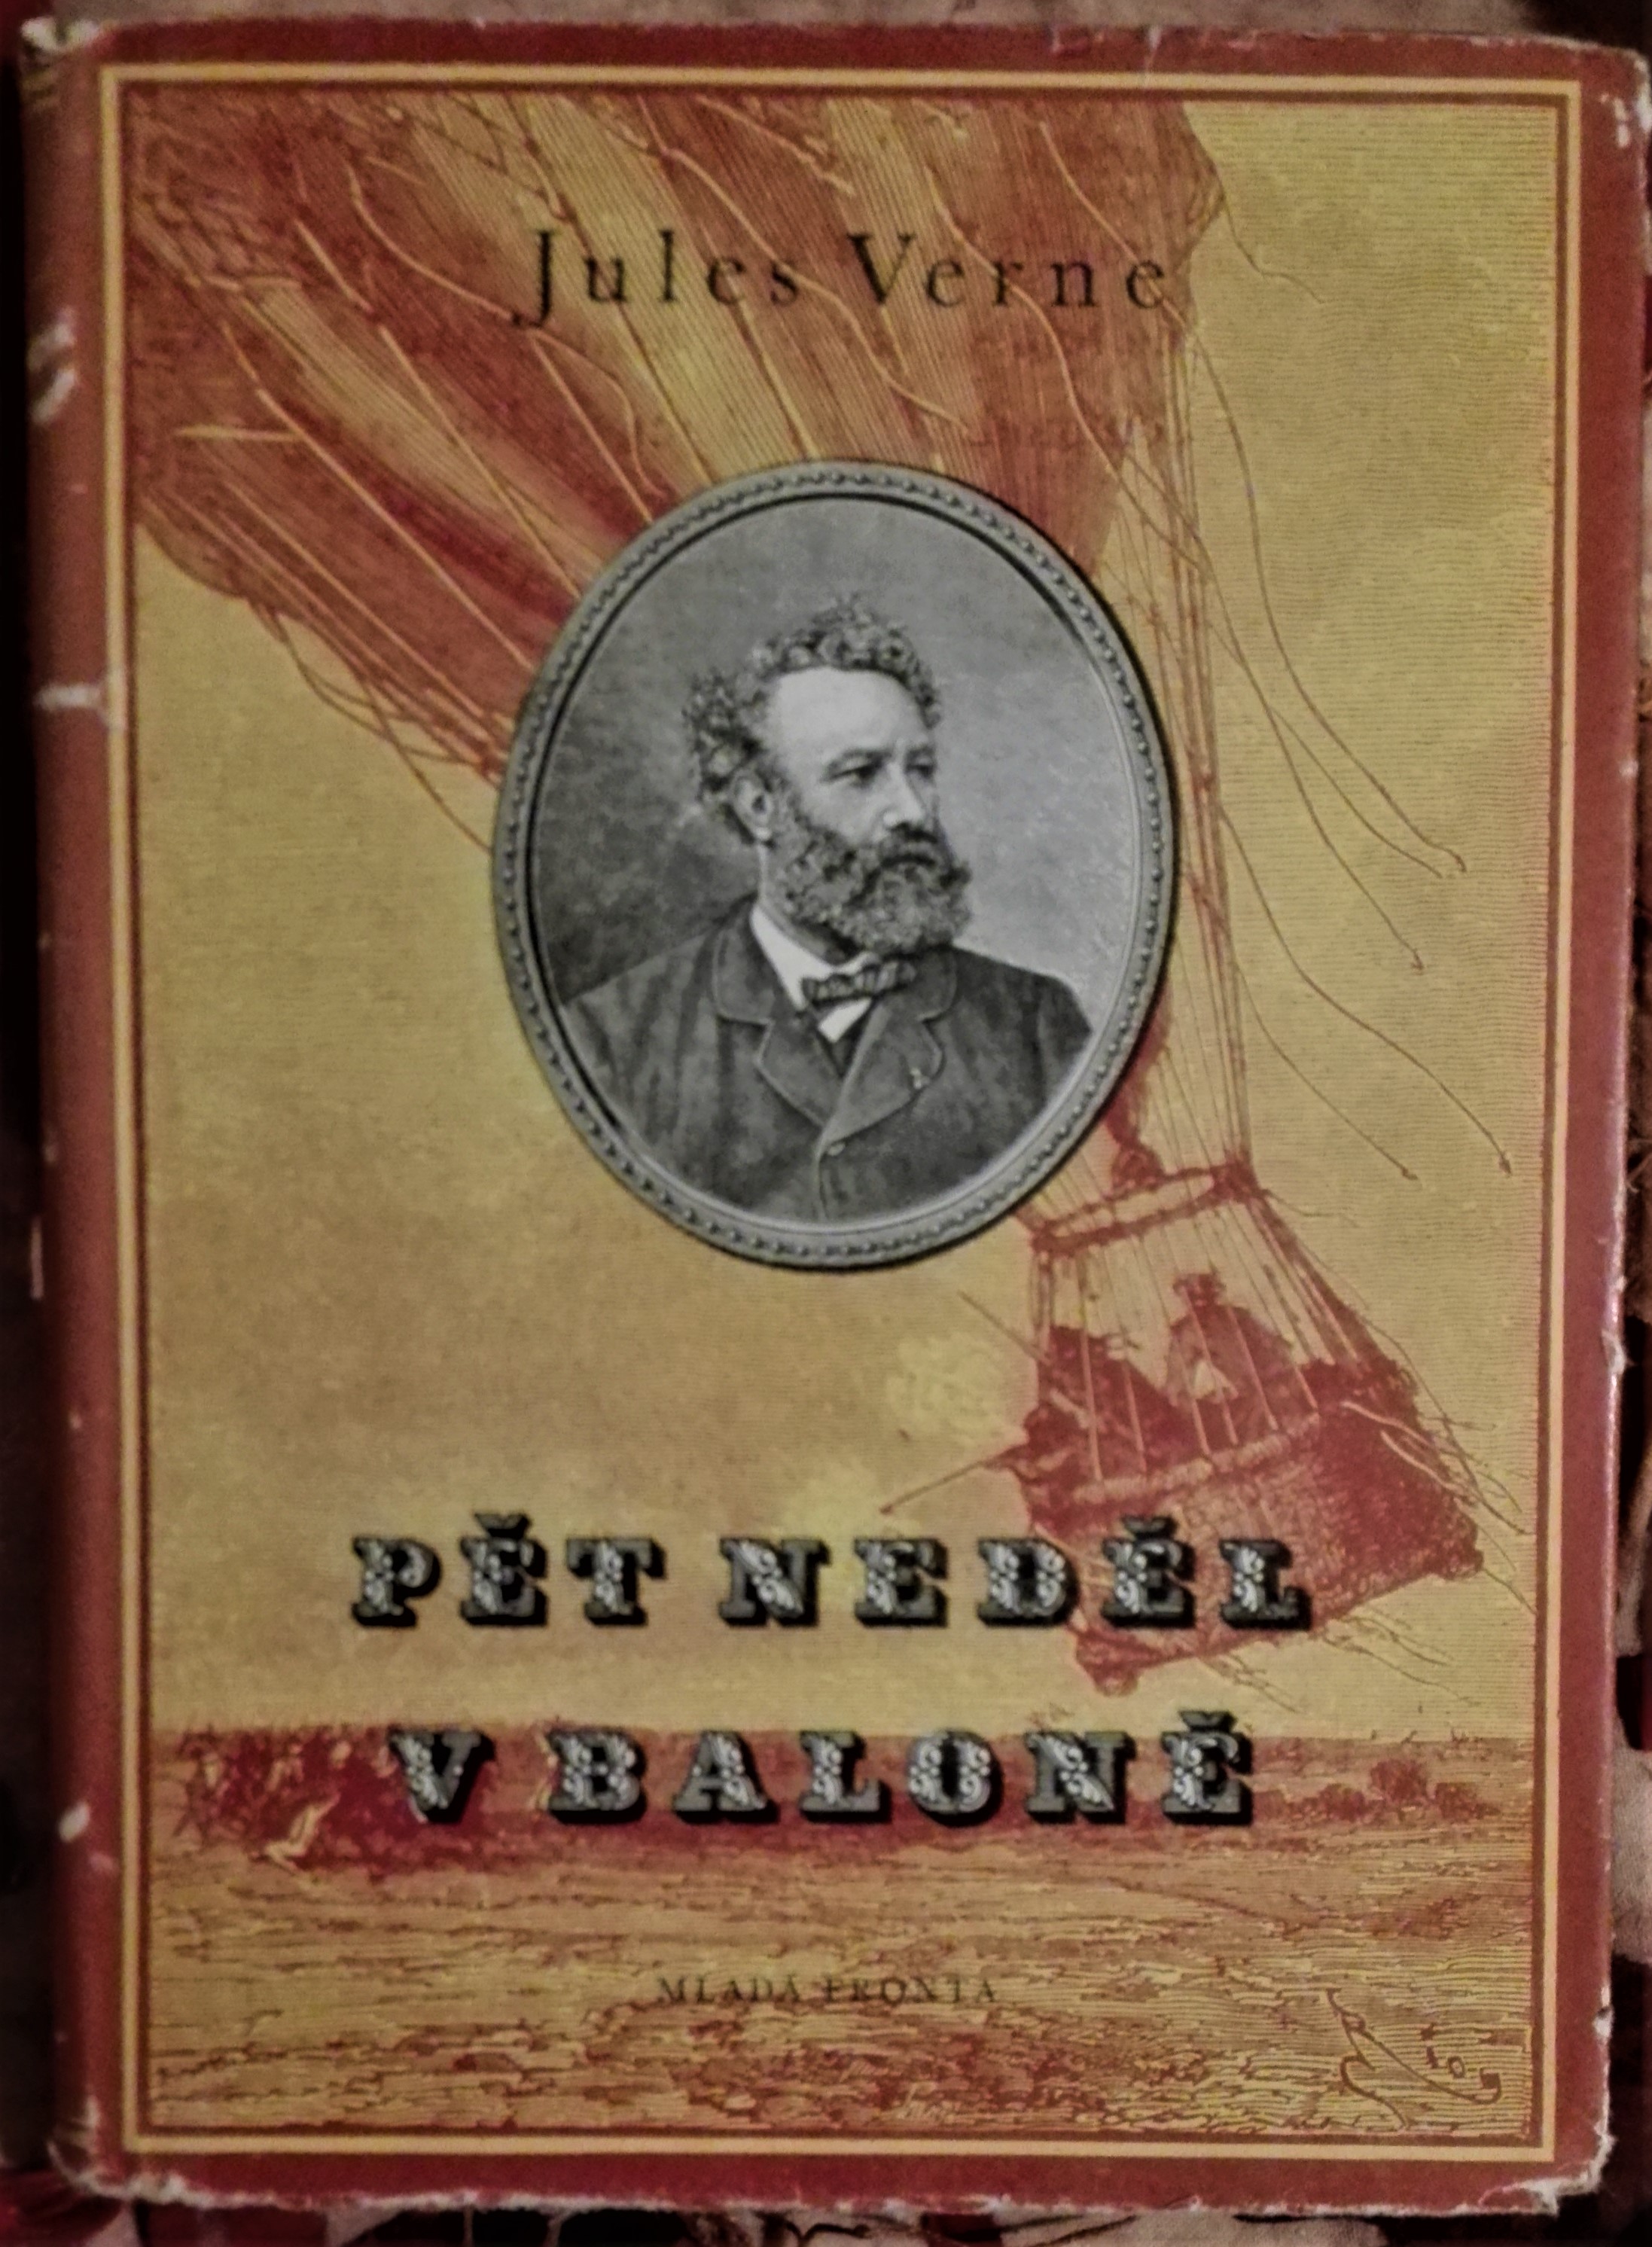 Jules Verne
PĚT NEDĚL
V BALONĚ
MLADÁ FRONTA